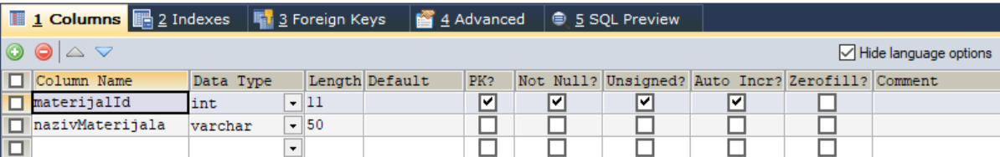 1 Columns 2 Indexes 3 Foreign Keys 4 Advanced 5 SQL Preview
Hide language options
Column Name Data Type Length Default PK? Not Null? Unsigned? Auto Incr? Zerofill? Comment
materijalId int 11
nazivMaterijala varchar 50